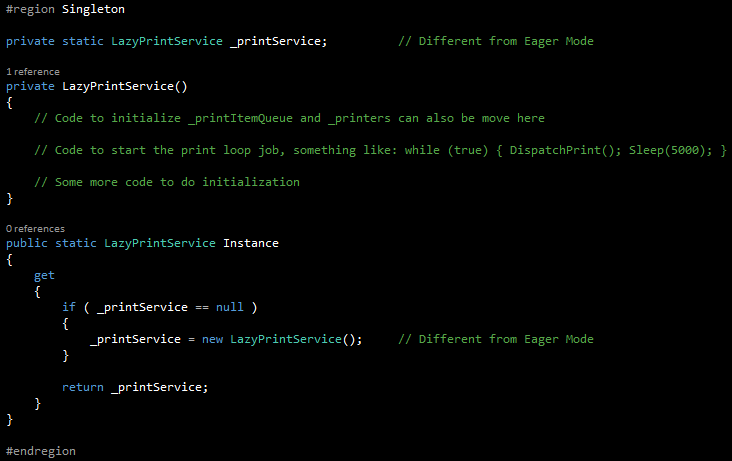 #region Singleton
private static LazyPrintService _printService;          // Different from Eager Mode
1 reference
private LazyPrintService()
{
    // Code to initialize _printItemQueue and _printers can also be move here
    // Code to start the print loop job, something like: while (true) { DispatchPrint(); Sleep(5000); }
    // Some more code to do initialization
}
0 references
public static LazyPrintService Instance
{
    get
    {
        if ( _printService == null )
        {
            _printService = new LazyPrintService();     // Different from Eager Mode
        }
        return _printService;
    }
}
#endregion